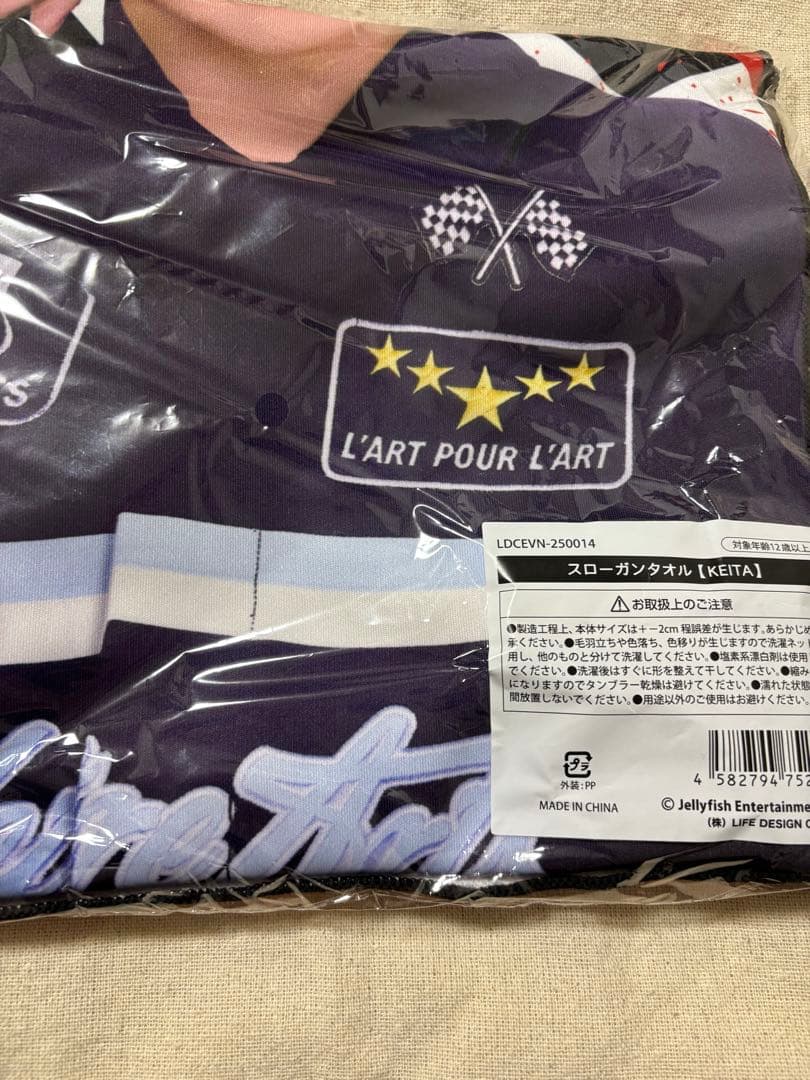 L'ART POUR L'ART
LDCEVN-250014
対象年齢12歳以上
スローガンタオル【KEITA】
⚠お取扱上のご注意
●製造工程上、本体サイズは＋－2cm 程誤差が生じます。あらかじめ
承ください。●毛羽立ちや色落ち、色移りが生じますので洗濯ネット
用し、他のものと分けて洗濯してください。●塩素系漂白剤は使用
でください。●洗濯後はすぐに形を整えて干してください。●縮み
になりますのでタンブラー乾燥は避けてください。●濡れた状態
間放置しないでください。●用途以外のご使用はお避けください。
プラ
外装:PP
MADE IN CHINA
4 582794 752
© Jellyfish Entertainme
(株) LIFE DESIGN C